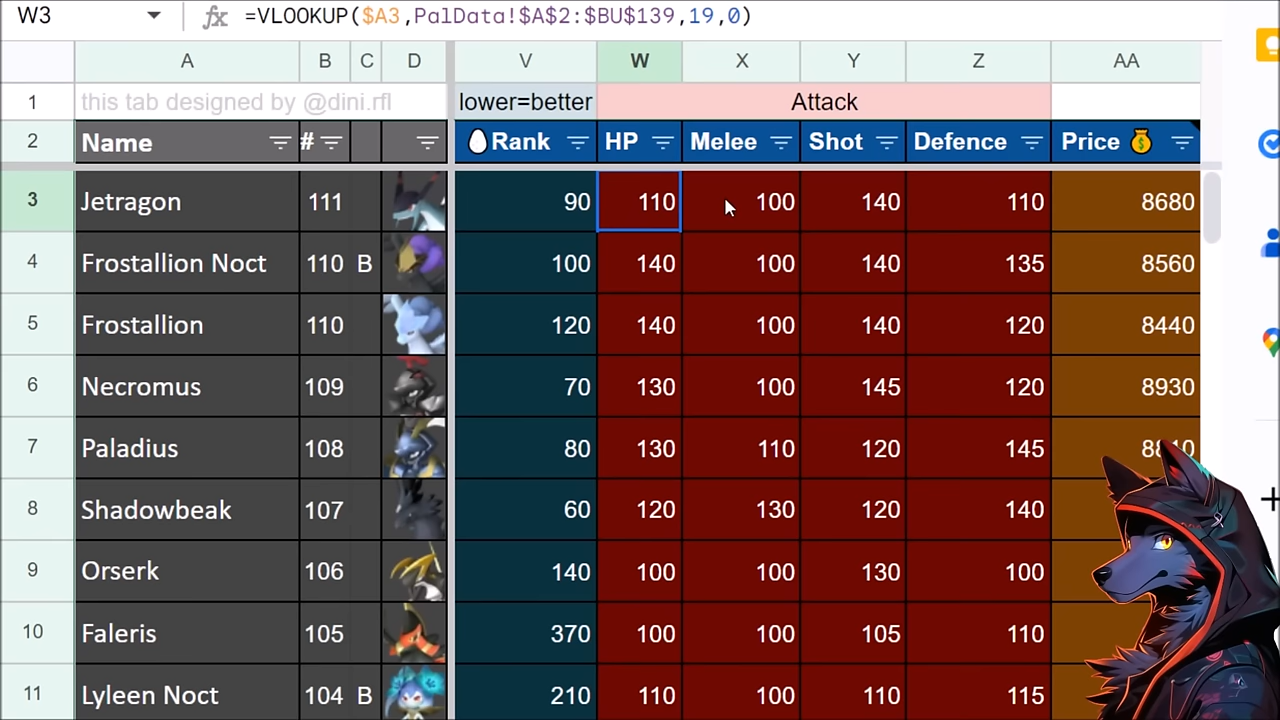 W3 fx =VLOOKUP($A3,PalData!$A$2:$BU$139,19,0)
A B C D V W X Y Z AA
1 this tab designed by @dini.rfl lower=better Attack
2 Name # Rank HP Melee Shot Defence Price
3 Jetragon 111 90 110 100 140 110 8680
4 Frostallion Noct 110 B 100 140 100 140 135 8560
5 Frostallion 110 120 140 100 140 120 8440
6 Necromus 109 70 130 100 145 120 8930
7 Paladius 108 80 130 110 120 145
8 Shadowbeak 107 60 120 130 120 140
9 Orserk 106 140 100 100 130 100
10 Faleris 105 370 100 100 105 110
11 Lyleen Noct 104 B 210 110 100 110 115